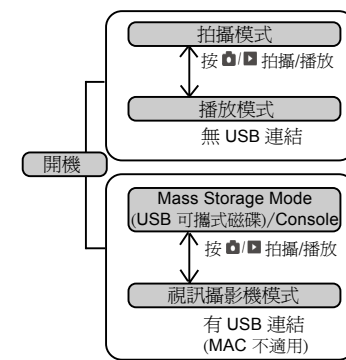 拍攝模式
按 / 拍攝/播放
播放模式
無 USB 連結
開機
Mass Storage Mode
(USB 可攜式磁碟)/Console
按 / 拍攝/播放
視訊攝影機模式
有 USB 連結
(MAC 不適用)